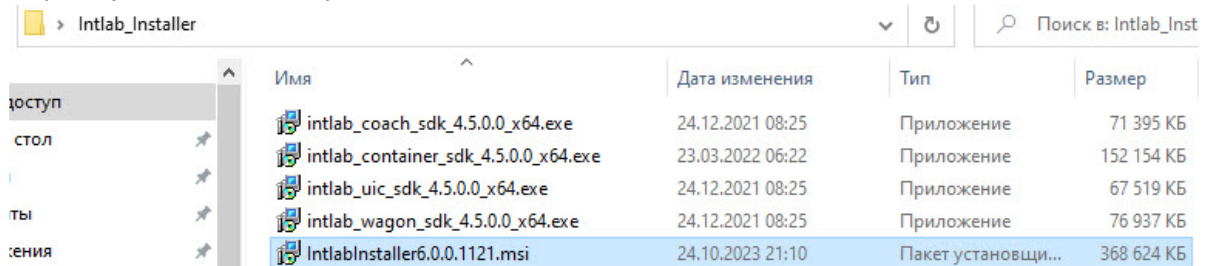 Intlab_Installer Поиск в: Intlab_Inst
Имя Дата изменения Тип Размер
доступ
стол
intlab_coach_sdk_4.5.0.0_x64.exe 24.12.2021 08:25 Приложение 71 395 КБ
intlab_container_sdk_4.5.0.0_x64.exe 23.03.2022 06:22 Приложение 152 154 КБ
intlab_uic_sdk_4.5.0.0_x64.exe 24.12.2021 08:25 Приложение 67 519 КБ
нты intlab_wagon_sdk_4.5.0.0_x64.exe 24.12.2021 08:25 Приложение 76 937 КБ
жения IntlabInstaller6.0.0.1121.msi 24.10.2023 21:10 Пакет установщи... 368 624 КБ